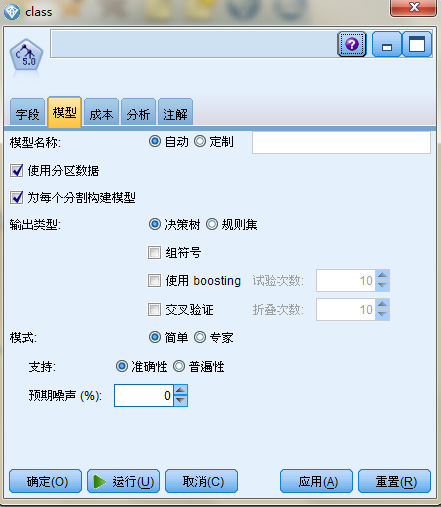 class
C 5.0
字段 模型 成本 分析 注解
模型名称: 自动 定制
使用分区数据
为每个分割构建模型
输出类型: 决策树 规则集
组符号
使用 boosting 试验次数: 10
交叉验证 折叠次数: 10
模式: 简单 专家
支持: 准确性 普遍性
预期噪声 (%): 0
确定(O) 运行(U) 取消(C) 应用(A) 重置(R)